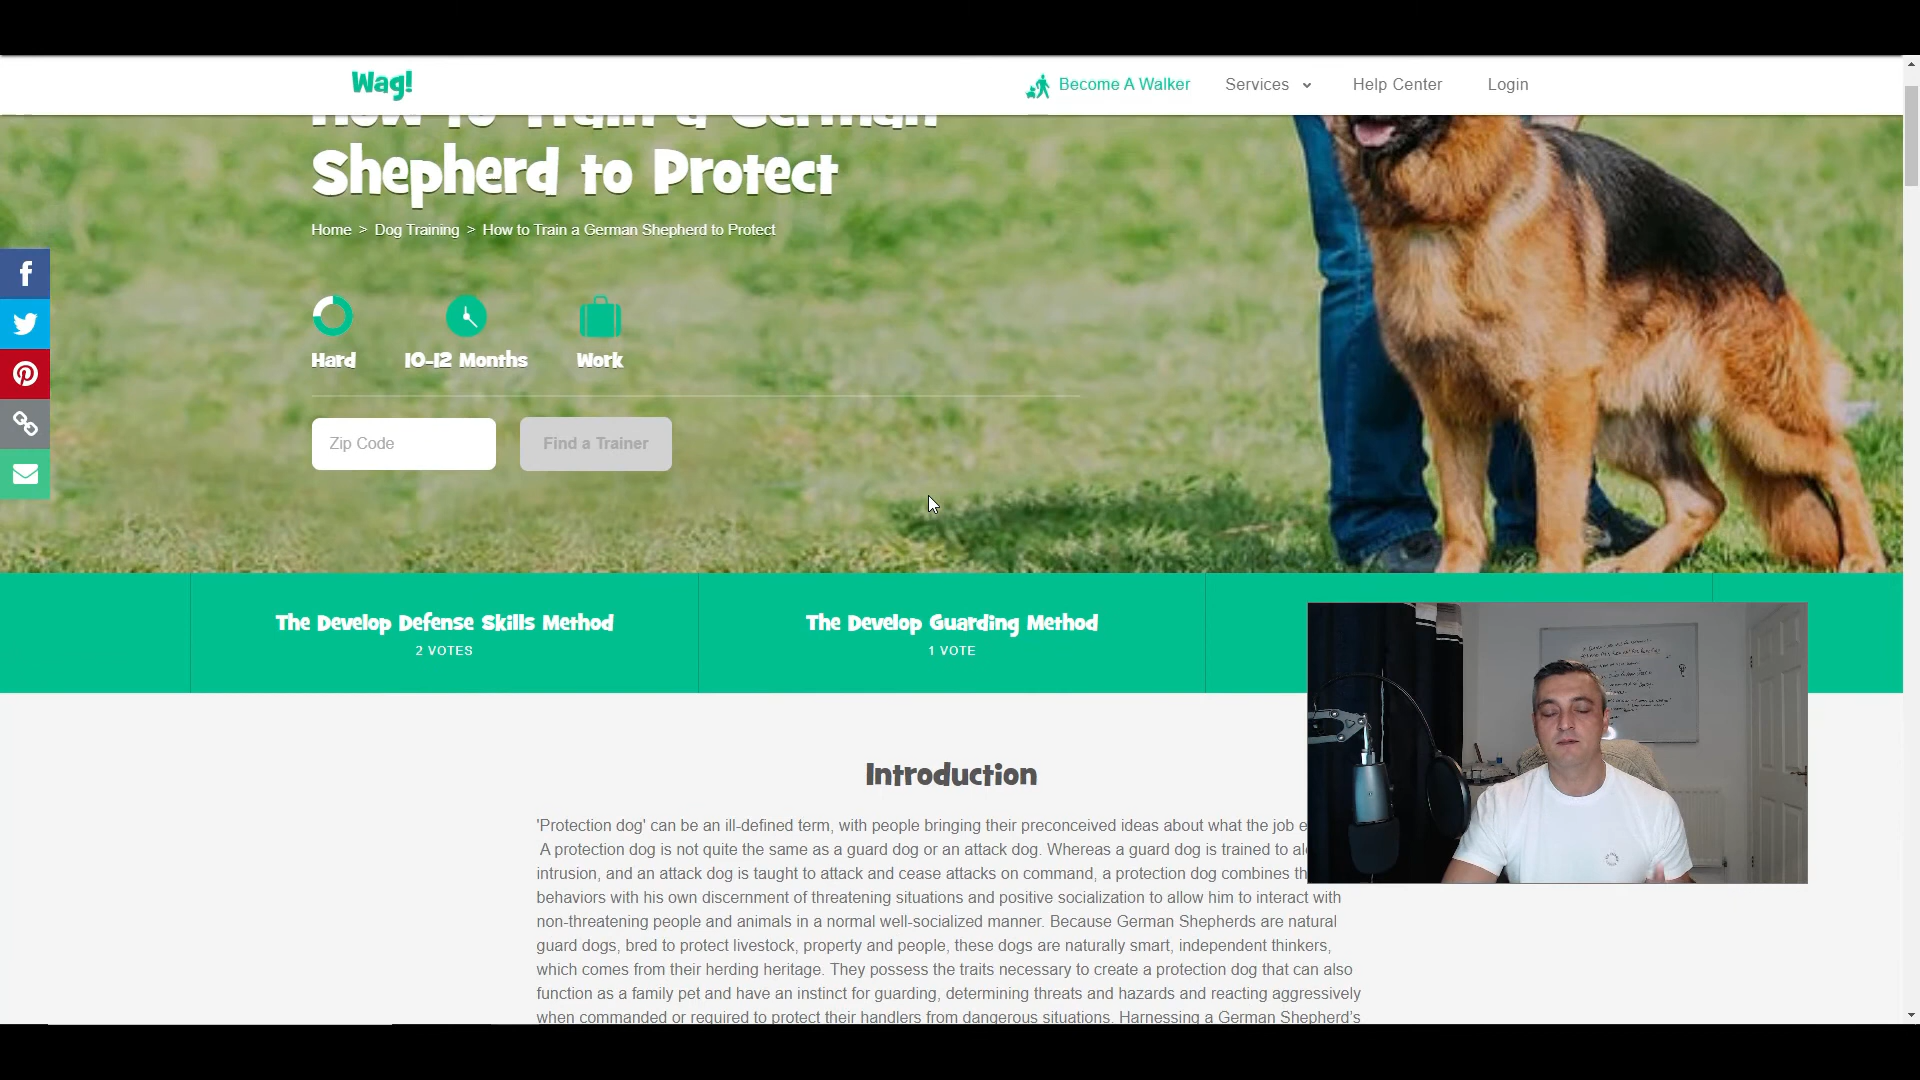 Wag!
Become A Walker
Services
Help Center
Login
How to Train a German
Shepherd to Protect
Home > Dog Training > How to Train a German Shepherd to Protect
Hard
10-12 Months
Work
Zip Code
Find a Trainer
The Develop Defense Skills Method
2 VOTES
The Develop Guarding Method
1 VOTE
Introduction
'Protection dog' can be an ill-defined term, with people bringing their preconceived ideas about what the job
A protection dog is not quite the same as a guard dog or an attack dog. Whereas a guard dog is trained to
intrusion, and an attack dog is taught to attack and cease attacks on command, a protection dog combines
behaviors with his own discernment of threatening situations and positive socialization to allow him to interact with
non-threatening people and animals in a normal well-socialized manner. Because German Shepherds are natural
guard dogs, bred to protect livestock, property and people, these dogs are naturally smart, independent thinkers,
which comes from their herding heritage. They possess the traits necessary to create a protection dog that can also
function as a family pet and have an instinct for guarding, determining threats and hazards and reacting aggressively
when commanded or required to protect their handlers from dangerous situations. Harnessing a German Shepherd's